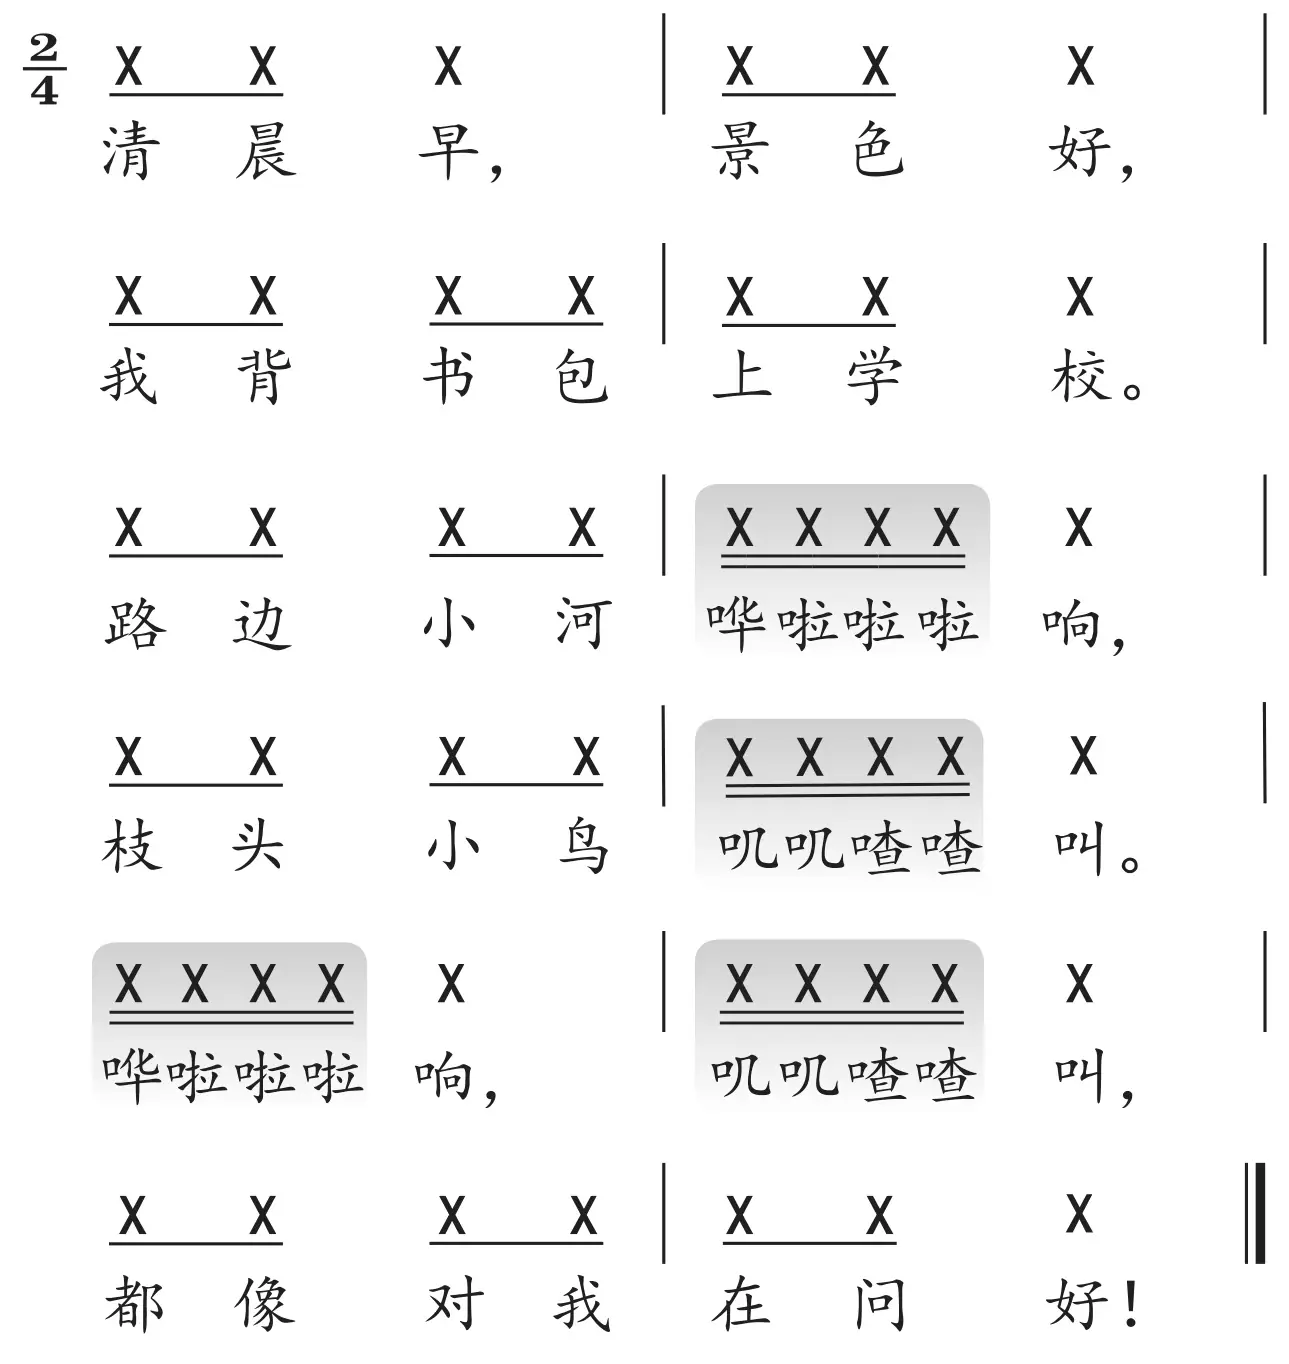 2/4 X X X | X X X |
清晨早，景色好，
X X X X | X X X |
我背书包上学校。
X X X X | X X X X X |
路边小河哗啦啦啦响，
X X X X | X X X X X |
枝头小鸟叽叽喳喳叫。
X X X X X | X X X X X |
哗啦啦啦响，叽叽喳喳叫，
X X X X | X X X ‖
都像对我在问好！